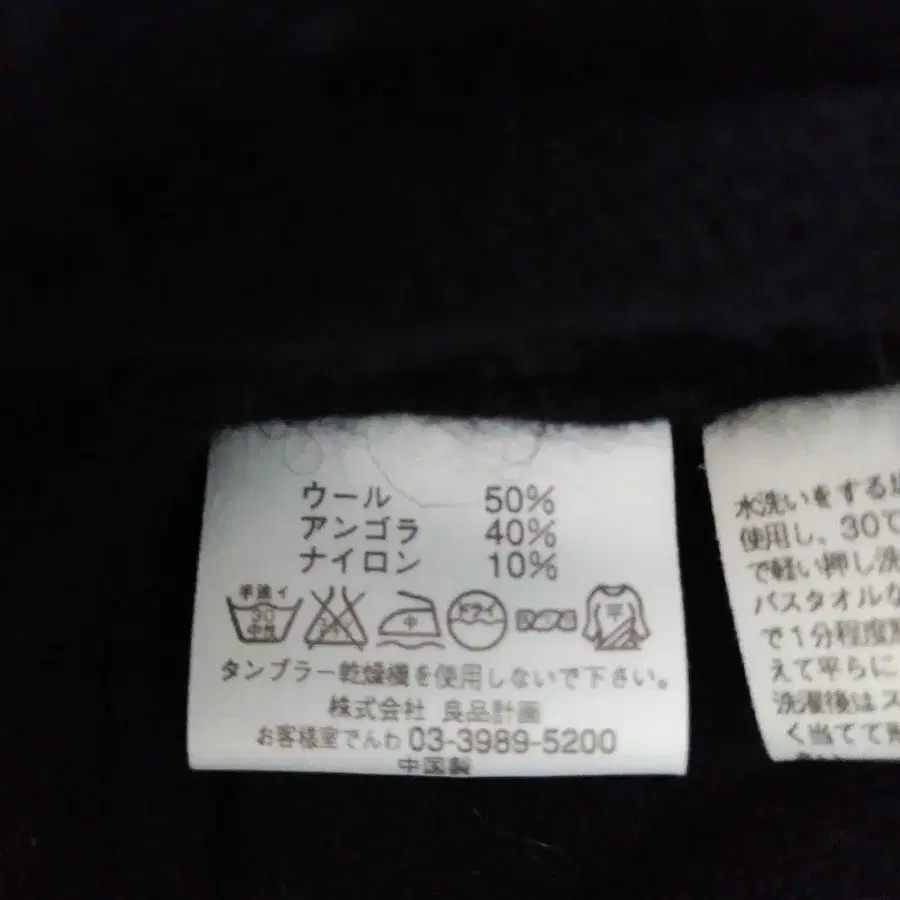 ウール 50%
アンゴラ 40%
ナイロン 10%
手洗イ 30 中性
中
ドライ
平
タンブラー乾燥機を使用しないで下さい。
株式会社 良品計画
お客様室でんわ 03-3989-5200
中国製
水洗いをする
使用し、30℃
で軽い押し洗
バスタオルな
で1分程度
えて平らに
洗濯後はス
く当てて